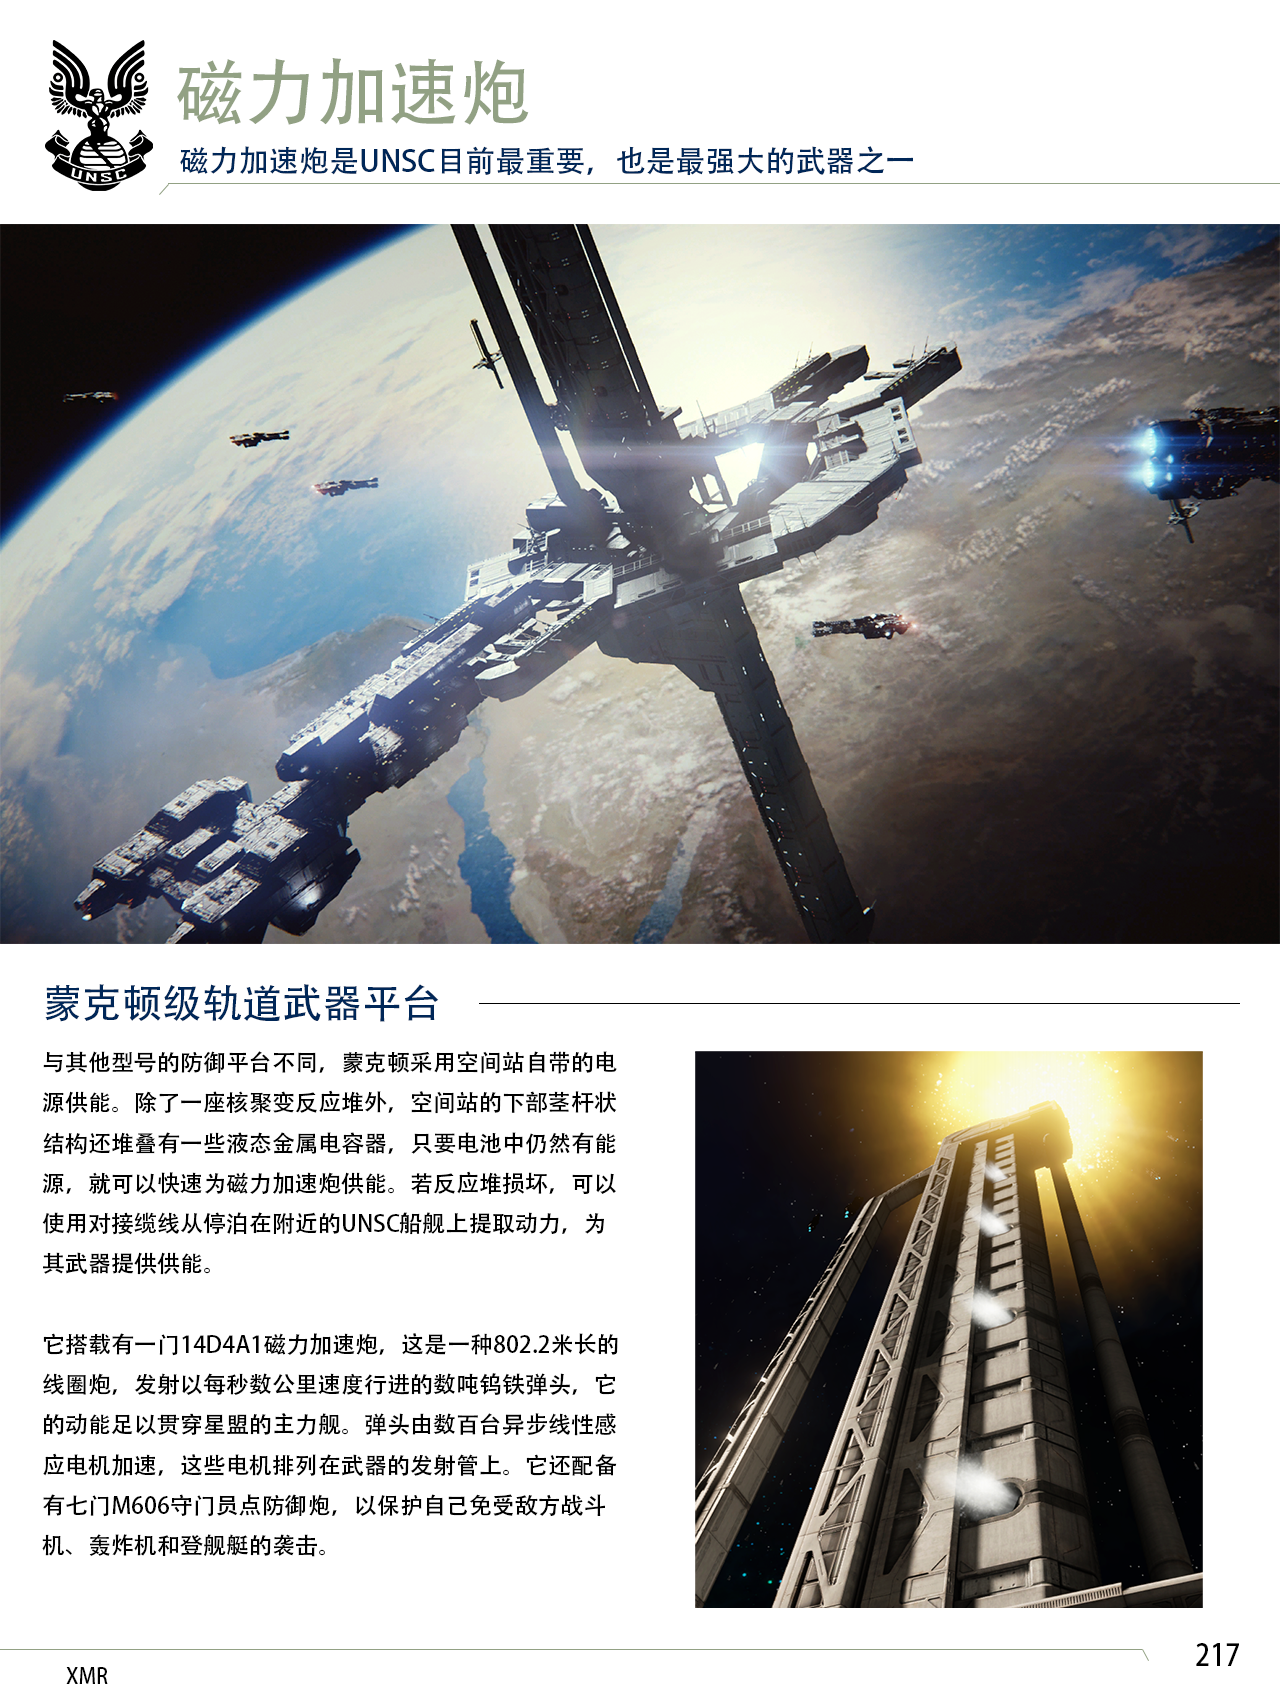 UNSC
磁力加速炮
磁力加速炮是UNSC目前最重要，也是最强大的武器之一
蒙克顿级轨道武器平台
与其他型号的防御平台不同，蒙克顿采用空间站自带的电
源供能。除了一座核聚变反应堆外，空间站的下部茎杆状
结构还堆叠有一些液态金属电容器，只要电池中仍然有能
源，就可以快速为磁力加速炮供能。若反应堆损坏，可以
使用对接缆线从停泊在附近的UNSC船舰上提取动力，为
其武器提供供能。
它搭载有一门14D4A1磁力加速炮，这是一种802.2米长的
线圈炮，发射以每秒数公里速度行进的数吨钨铁弹头，它
的动能足以贯穿星盟的主力舰。弹头由数百台异步线性感
应电机加速，这些电机排列在武器的发射管上。它还配备
有七门M606守门员点防御炮，以保护自己免受敌方战斗
机、轰炸机和登舰艇的袭击。
217
XMR